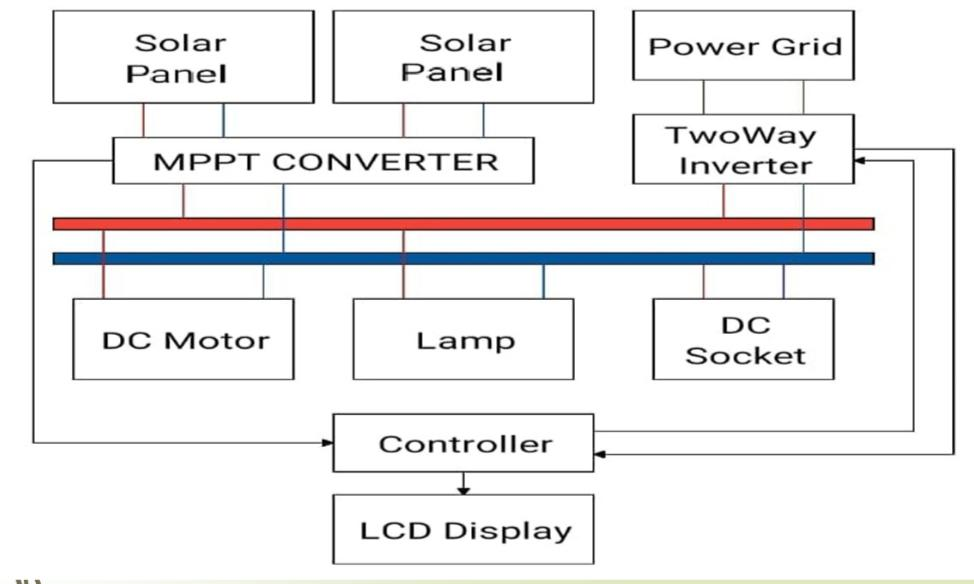 Solar
Panel
Solar
Panel
Power Grid
MPPT CONVERTER
TwoWay
Inverter
DC Motor
Lamp
DC
Socket
Controller
LCD Display